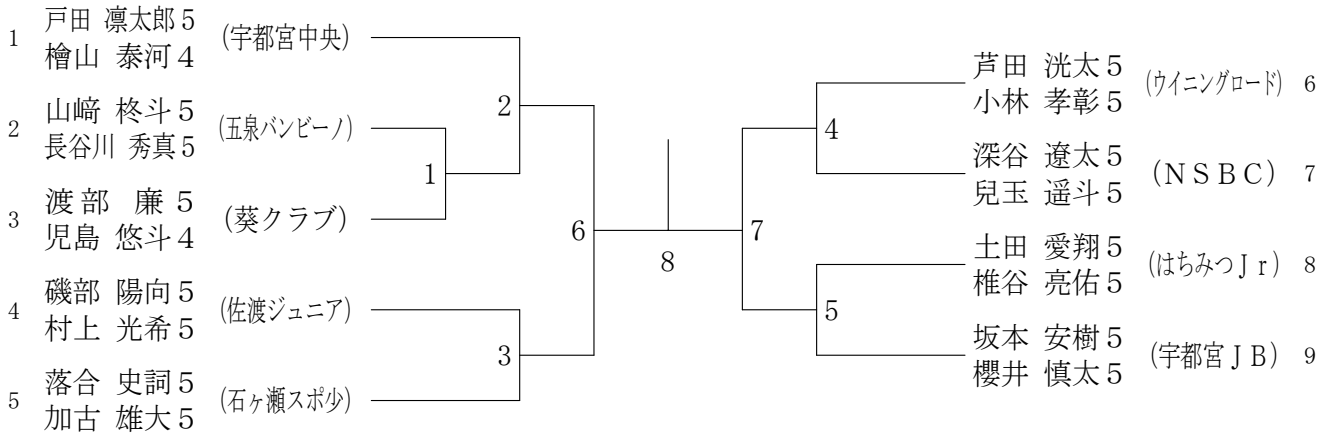 1 戸田 凛太郎5 (宇都宮中央)
檜山 泰河4
2 山﨑 柊斗5 (五泉バンビーノ)
長谷川 秀真5
3 渡部 廉5 (葵クラブ)
児島 悠斗4
4 磯部 陽向5 (佐渡ジュニア)
村上 光希5
5 落合 史詞5 (石ヶ瀬スポ少)
加古 雄大5
2
1
6
3
8
7
4
5
芦田 洸太5 (ウイニングロード) 6
小林 孝彰5
深谷 遼太5 (NSBC) 7
兒玉 遥斗5
土田 愛翔5 (はちみつJr) 8
椎谷 亮佑5
坂本 安樹5 (宇都宮JB) 9
櫻井 慎太5